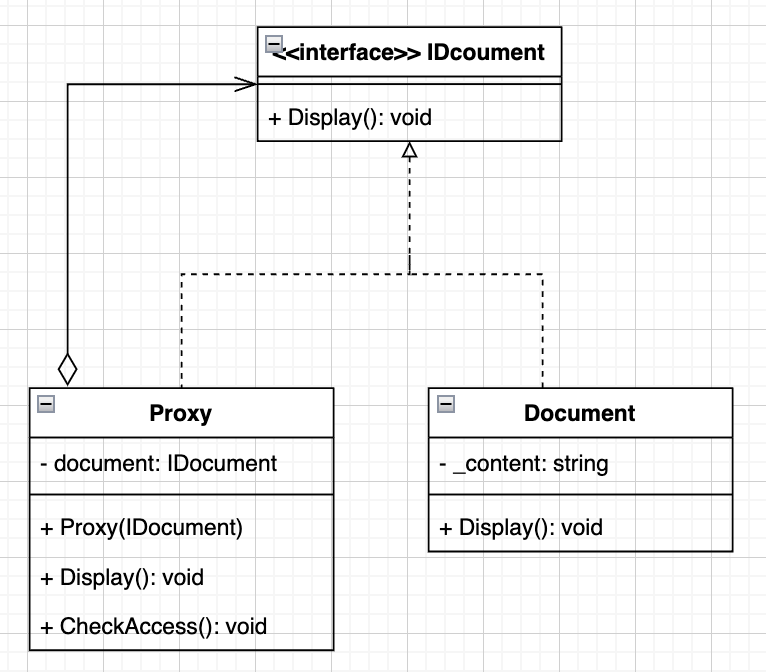 <<interface>> IDcoument
+ Display(): void
Proxy
- document: IDocument
+ Proxy(IDocument)
+ Display(): void
+ CheckAccess(): void
Document
- _content: string
+ Display(): void